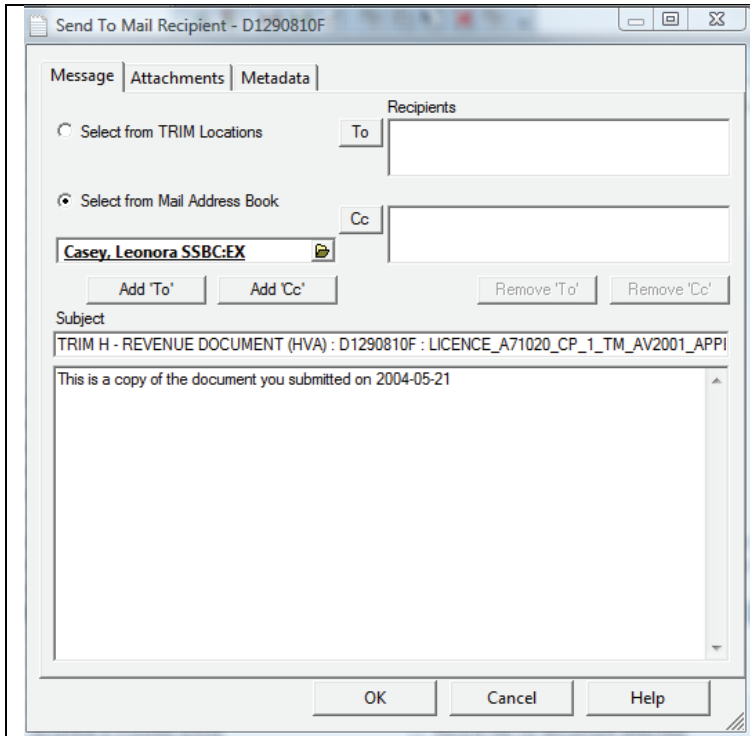 Send To Mail Recipient - D1290810F
Message Attachments Metadata
Recipients
Select from TRIM Locations To
Select from Mail Address Book
Cc
Casey, Leonora SSBC:EX
Add 'To' Add 'Cc' Remove 'To' Remove 'Cc'
Subject
TRIM H - REVENUE DOCUMENT (HVA) : D1290810F : LICENCE_A71020_CP_1_TM_AV2001_APPI
This is a copy of the document you submitted on 2004-05-21
OK Cancel Help